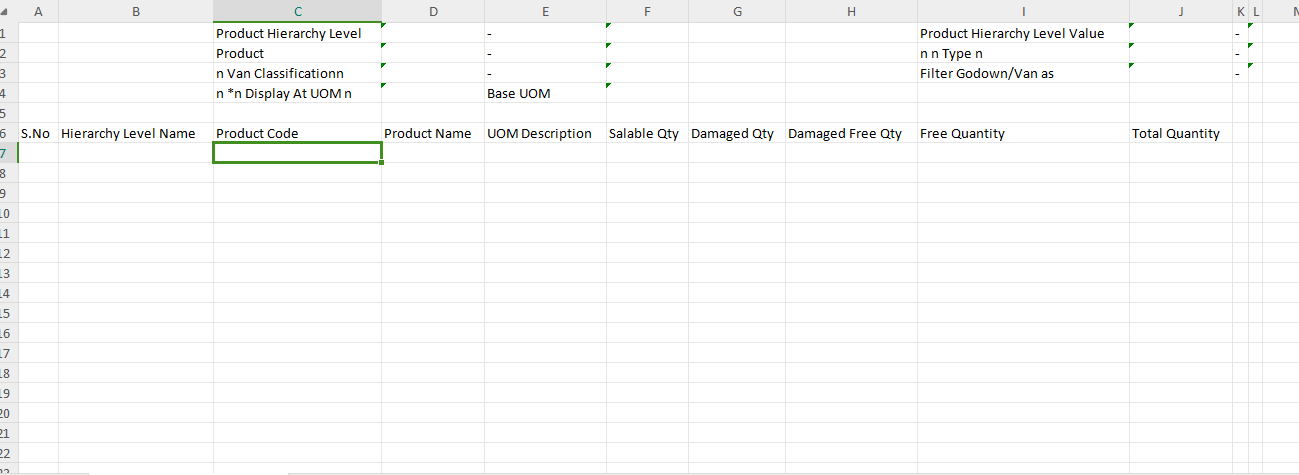 A B C D E F G H I J K L
1 Product Hierarchy Level - Product Hierarchy Level Value -
2 Product - n n Type n -
3 n Van Classificationn - Filter Godown/Van as -
4 n *n Display At UOM n Base UOM
5
6 S.No Hierarchy Level Name Product Code Product Name UOM Description Salable Qty Damaged Qty Damaged Free Qty Free Quantity Total Quantity
7
8
9
10
11
12
13
14
15
16
17
18
19
20
21
22